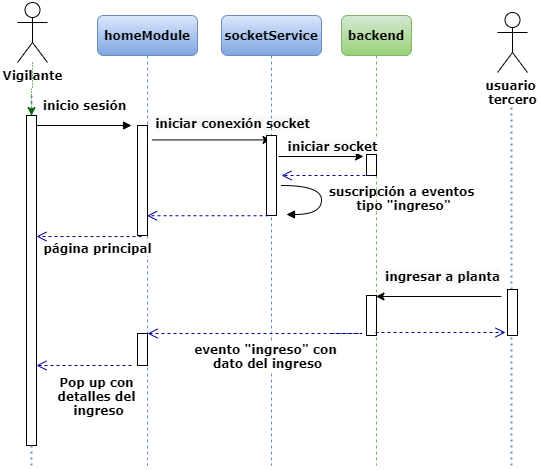 homeModule
socketService
backend
Vigilante
usuario
tercero
inicio sesión
iniciar conexión socket
iniciar socket
suscripción a eventos
tipo "ingreso"
página principal
ingresar a planta
evento "ingreso" con
dato del ingreso
Pop up con
detalles del
ingreso